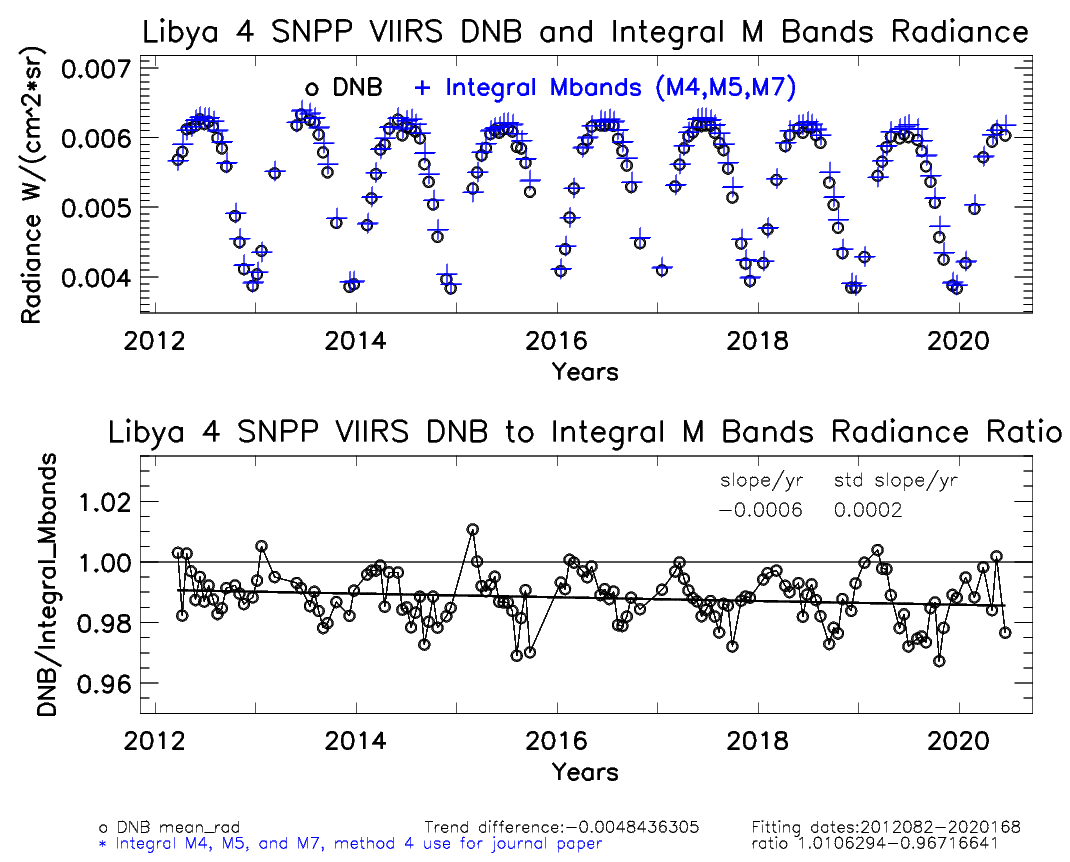 Libya 4 SNPP VIIRS DNB and Integral M Bands Radiance
Radiance W/(cm^2*sr)
0.007
0.006
0.005
0.004
DNB + Integral Mbands (M4,M5,M7)
2012 2014 2016 2018 2020
Years
Libya 4 SNPP VIIRS DNB to Integral M Bands Radiance Ratio
DNB/Integral_Mbands
1.02
1.00
0.98
0.96
slope/yr std slope/yr
-0.0006 0.0002
2012 2014 2016 2018 2020
Years
o DNB mean_rad Trend difference:-0.0048436305 Fitting dates:2012082-2020168
* Integral M4, M5, and M7, method 4 use for journal paper ratio 1.0106294-0.96716641